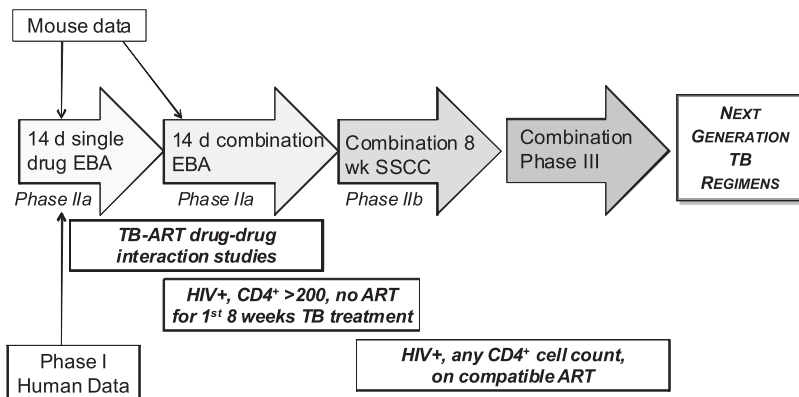 Mouse data
14 d single
drug EBA
Phase IIa
14 d combination
EBA
Phase IIa
Combination 8
wk SSCC
Phase IIb
Combination
Phase III
NEXT
GENERATION
TB
REGIMENS
TB-ART drug-drug
interaction studies
HIV+, CD4⁺ >200, no ART
for 1ˢᵗ 8 weeks TB treatment
HIV+, any CD4⁺ cell count,
on compatible ART
Phase I
Human Data